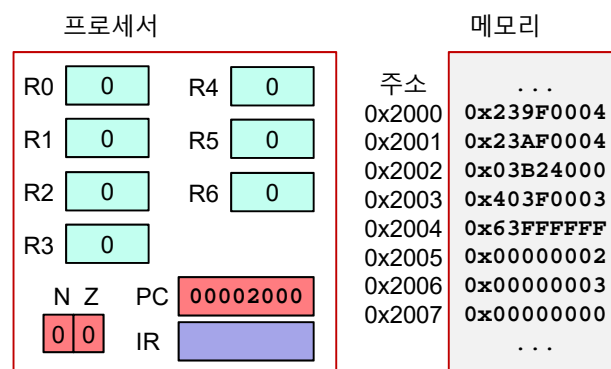 프로세서
R0 0 R4 0
R1 0 R5 0
R2 0 R6 0
R3 0
N Z PC 00002000
0 0 IR
메모리
주소 ...
0x2000 0x239F0004
0x2001 0x23AF0004
0x2002 0x03B24000
0x2003 0x403F0003
0x2004 0x63FFFFFF
0x2005 0x00000002
0x2006 0x00000003
0x2007 0x00000000
...